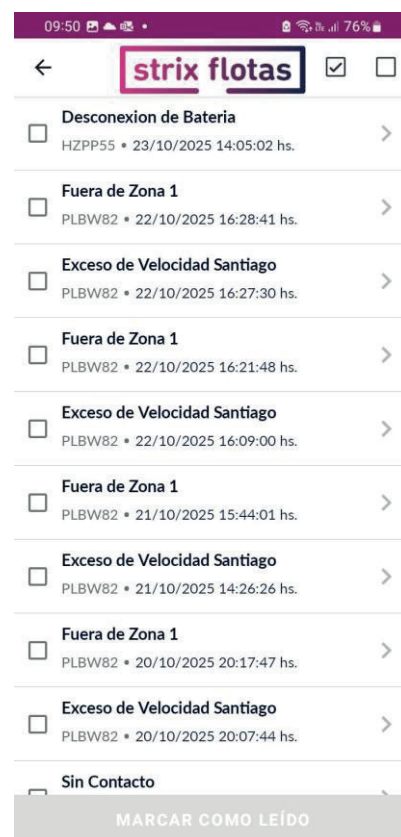 09:50 76%
strix flotas
Desconexion de Bateria
HZPP55 • 23/10/2025 14:05:02 hs.
Fuera de Zona 1
PLBW82 • 22/10/2025 16:28:41 hs.
Exceso de Velocidad Santiago
PLBW82 • 22/10/2025 16:27:30 hs.
Fuera de Zona 1
PLBW82 • 22/10/2025 16:21:48 hs.
Exceso de Velocidad Santiago
PLBW82 • 22/10/2025 16:09:00 hs.
Fuera de Zona 1
PLBW82 • 21/10/2025 15:44:01 hs.
Exceso de Velocidad Santiago
PLBW82 • 21/10/2025 14:26:26 hs.
Fuera de Zona 1
PLBW82 • 20/10/2025 20:17:47 hs.
Exceso de Velocidad Santiago
PLBW82 • 20/10/2025 20:07:44 hs.
Sin Contacto
MARCAR COMO LEÍDO